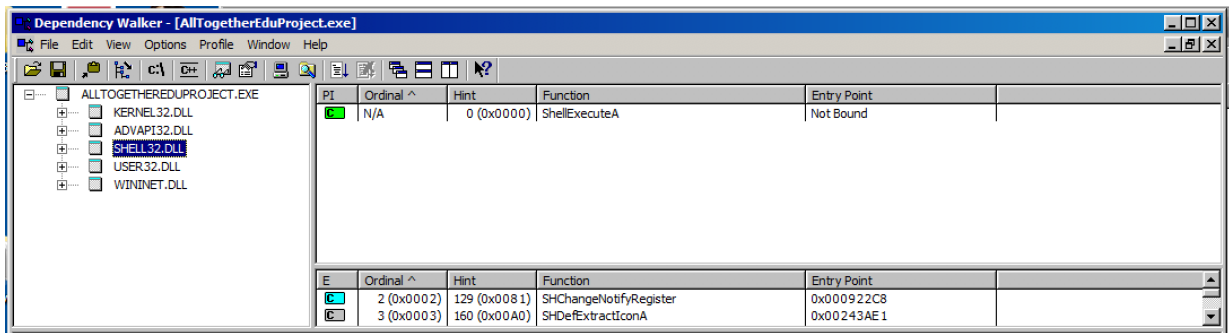 Dependency Walker - [AllTogetherEduProject.exe]
File Edit View Options Profile Window Help
c:\ C++
ALLTOGETHEREDUPROJECT.EXE
KERNEL32.DLL
ADVAPI32.DLL
SHELL32.DLL
USER32.DLL
WININET.DLL
PI Ordinal ^ Hint Function Entry Point
C N/A 0 (0x0000) ShellExecuteA Not Bound
E Ordinal ^ Hint Function Entry Point
C 2 (0x0002) 129 (0x0081) SHChangeNotifyRegister 0x000922C8
C 3 (0x0003) 160 (0x00A0) SHDefExtractIconA 0x00243AE1